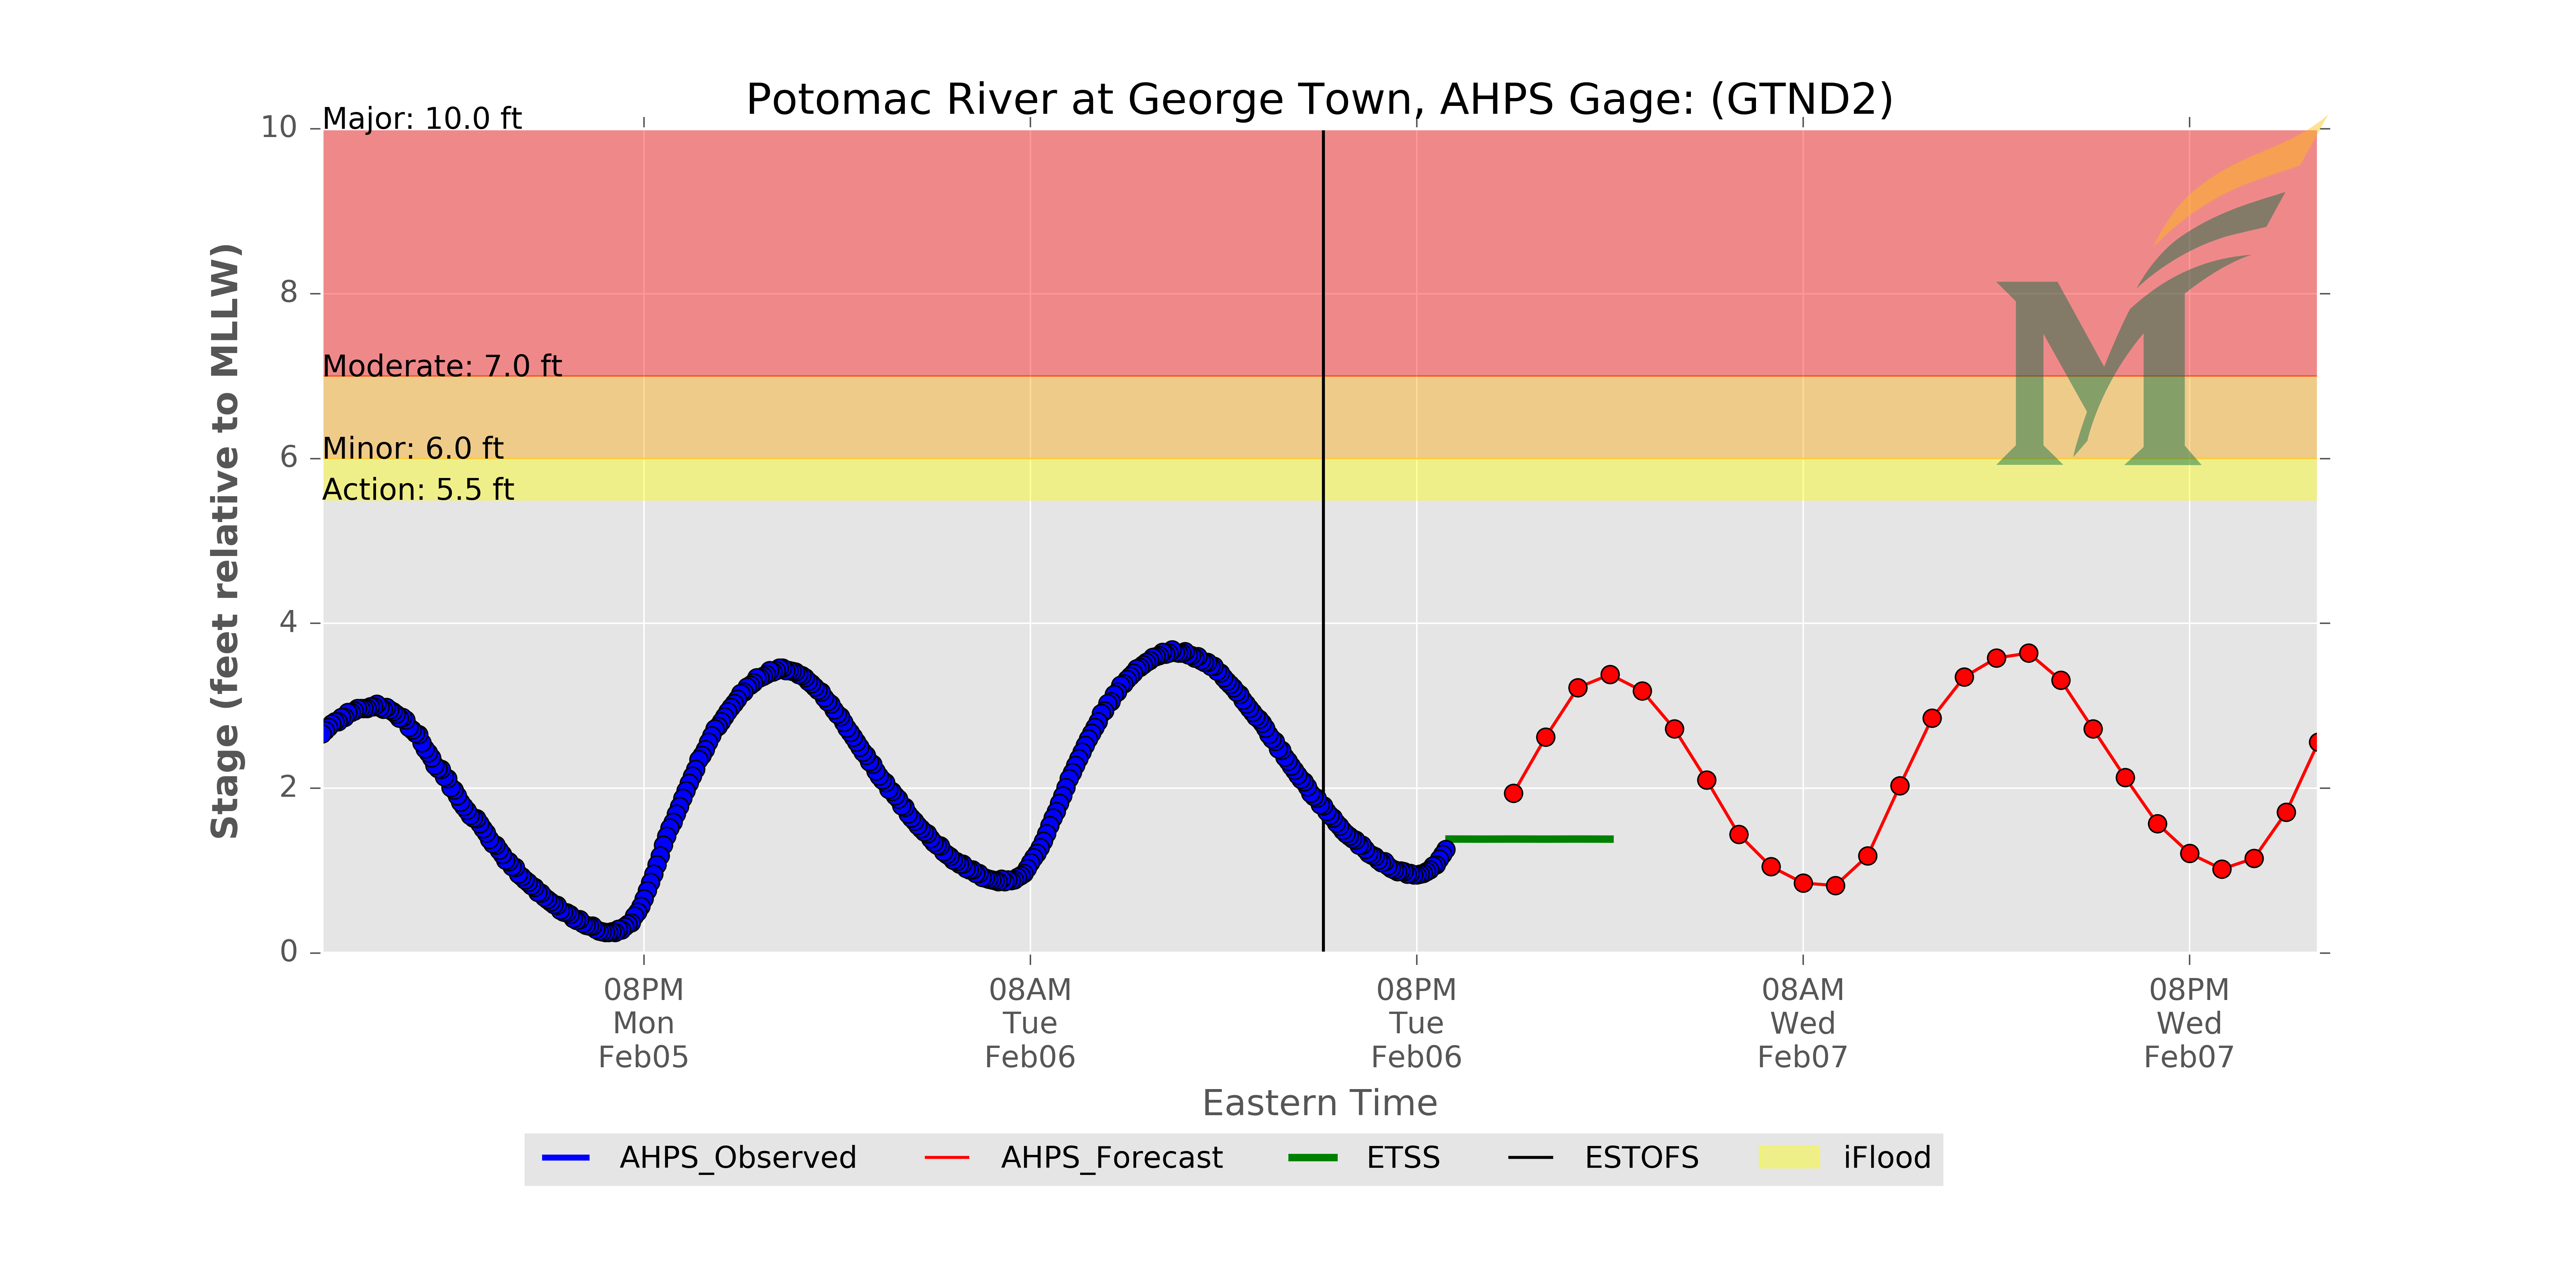 Potomac River at George Town, AHPS Gage: (GTND2)
Major: 10.0 ft
Moderate: 7.0 ft
Minor: 6.0 ft
Action: 5.5 ft
Stage (feet relative to MLLW)
10
8
6
4
2
0
08PM
Mon
Feb05
08AM
Tue
Feb06
08PM
Tue
Feb06
08AM
Wed
Feb07
08PM
Wed
Feb07
Eastern Time
AHPS_Observed
AHPS_Forecast
ETSS
ESTOFS
iFlood
M